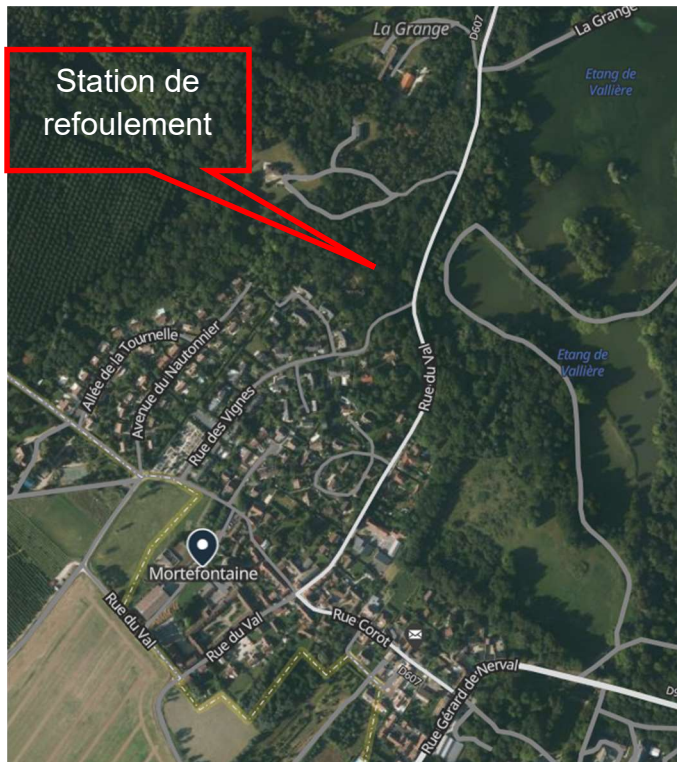 La Grange
D607
La Grange
Station de
refoulement
Etang de
Vallière
Allée de la Tournelle
Avenue du Nautonnier
Rue des Vignes
Rue du Val
Etang de
Vallière
Mortefontaine
Rue du Val
Rue du Val
Rue Corot
D607
Rue Gérard de Nerval